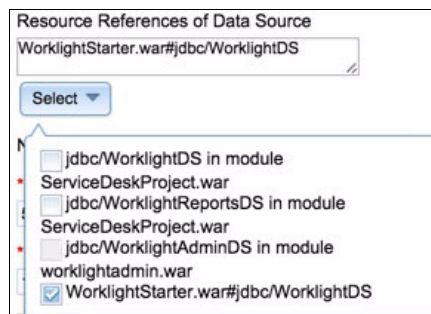 Resource References of Data Source
WorklightStarter.war#jdbc/WorklightDS
Select
jdbc/WorklightDS in module
ServiceDeskProject.war
jdbc/WorklightReportsDS in module
ServiceDeskProject.war
jdbc/WorklightAdminDS in module
worklightadmin.war
WorklightStarter.war#jdbc/WorklightDS